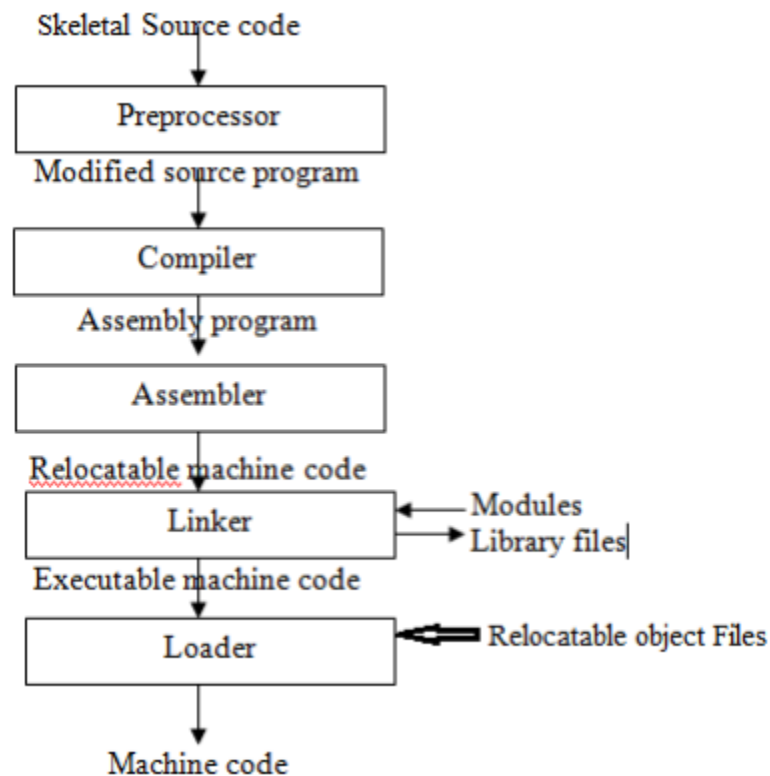 Skeletal Source code
Preprocessor
Modified source program
Compiler
Assembly program
Assembler
Relocatable machine code
Linker
Modules
Library files
Executable machine code
Loader
Relocatable object Files
Machine code